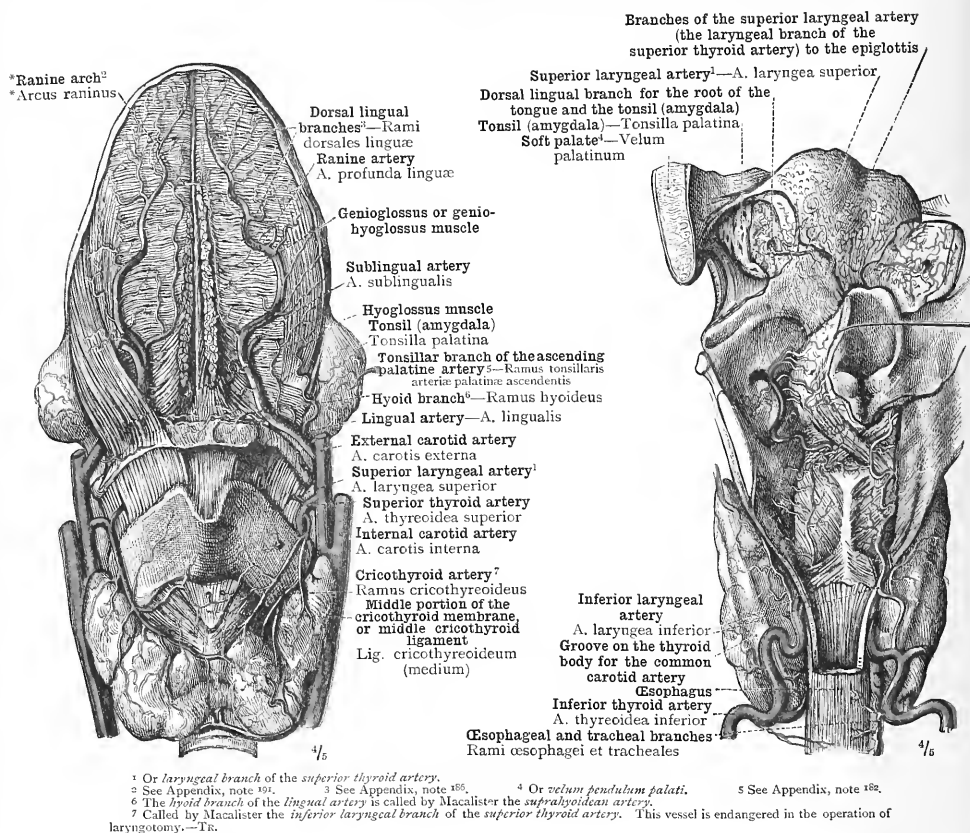 *Ranine arch²
*Arcus raninus
Dorsal lingual
branches³—Rami
dorsales linguæ
Ranine artery
A. profunda linguæ
Genioglossus or genio-
hyoglossus muscle
Sublingual artery
A. sublingualis
Hyoglossus muscle
Tonsil (amygdala)
Tonsilla palatina
Tonsillar branch of the ascending
palatine artery⁵—Ramus tonsillaris
arteriæ palatinæ ascendentis
Hyoid branch⁶—Ramus hyoideus
Lingual artery—A. lingualis
External carotid artery
A. carotis externa
Superior laryngeal artery¹
A. laryngea superior
Superior thyroid artery
A. thyreoidea superior
Internal carotid artery
A. carotis interna
Cricothyroid artery⁷
Ramus cricothyreoideus
Middle portion of the
cricothyroid membrane,
or middle cricothyroid
ligament
Lig. cricothyreoideum
(medium)
4/5
Branches of the superior laryngeal artery
(the laryngeal branch of the
superior thyroid artery) to the epiglottis
Superior laryngeal artery¹—A. laryngea superior
Dorsal lingual branch for the root of the
tongue and the tonsil (amygdala)
Tonsil (amygdala)—Tonsilla palatina
Soft palate⁴—Velum
palatinum
Inferior laryngeal
artery
A. laryngea inferior
Groove on the thyroid
body for the common
carotid artery
Œsophagus
Inferior thyroid artery
A. thyreoidea inferior
Œsophageal and tracheal branches
Rami œsophagei et tracheales
4/5
¹ Or laryngeal branch of the superior thyroid artery.
2 See Appendix, note 191. 3 See Appendix, note 186. 4 Or velum pendulum palati. 5 See Appendix, note 182.
6 The hyoid branch of the lingual artery is called by Macalister the suprahyoidean artery.
7 Called by Macalister the inferior laryngeal branch of the superior thyroid artery. This vessel is endangered in the operation of
laryngotomy.—TR.